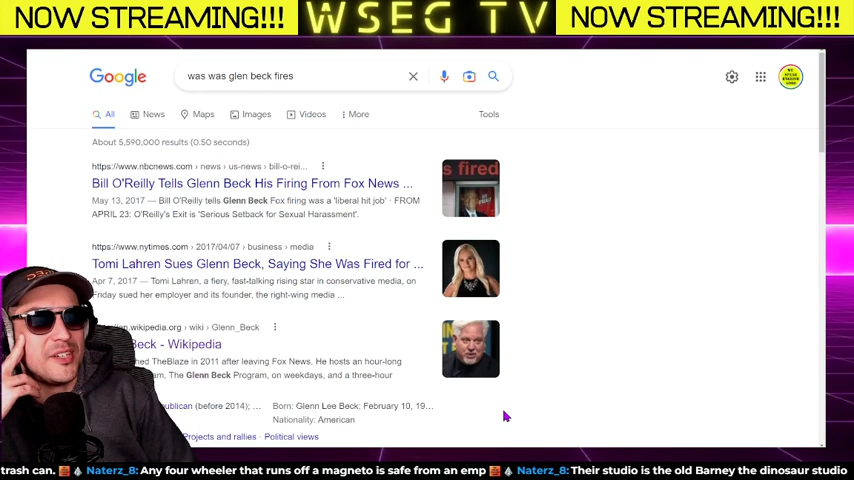 NOW STREAMING!!! WSEG TV NOW STREAMING!!!
Google was was glen beck fires
All News Maps Images Videos More Tools
About 5,590,000 results (0.50 seconds)
https://www.nbcnews.com › news › us-news › bill-o-rei...
Bill O'Reilly Tells Glenn Beck His Firing From Fox News ...
May 13, 2017 — Bill O'Reilly tells Glenn Beck Fox firing was a 'liberal hit job' · FROM
APRIL 23: O'Reilly's Exit is 'Serious Setback for Sexual Harassment'.
s fired
https://www.nytimes.com › 2017/04/07 › business › media
Tomi Lahren Sues Glenn Beck, Saying She Was Fired for ...
Apr 7, 2017 — Tomi Lahren, a fiery, fast-talking rising star in conservative media, on
Friday sued her employer and its founder, the right-wing media ...
.wikipedia.org › wiki › Glenn_Beck
Beck - Wikipedia
hed TheBlaze in 2011 after leaving Fox News. He hosts an hour-long
am, The Glenn Beck Program, on weekdays, and a three-hour
publican (before 2014); ... Born: Glenn Lee Beck; February 10, 19...
Nationality: American
Projects and rallies · Political views
trash can. Naterz_8: Any four wheeler that runs off a magneto is safe from an emp Naterz_8: Their studio is the old Barney the dinosaur studio